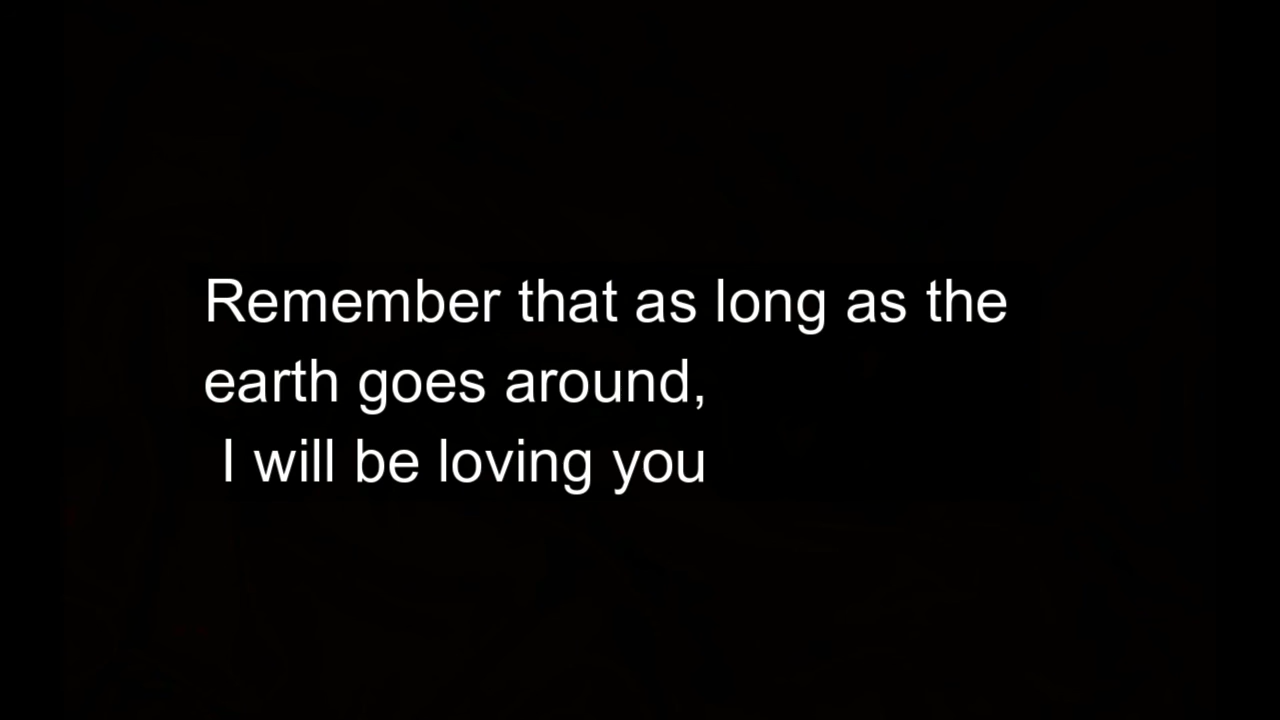 Remember that as long as the
earth goes around,
I will be loving you